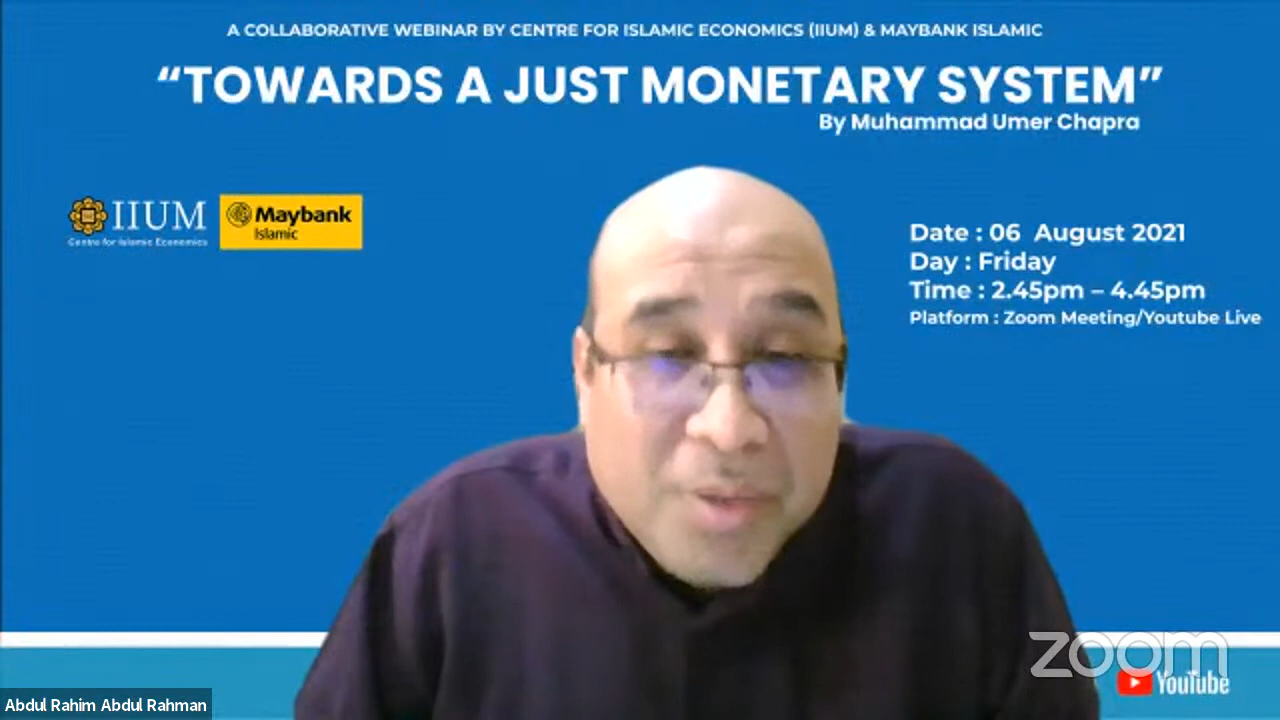 A COLLABORATIVE WEBINAR BY CENTRE FOR ISLAMIC ECONOMICS (IIUM) & MAYBANK ISLAMIC
“TOWARDS A JUST MONETARY SYSTEM”
By Muhammad Umer Chapra
IIUM
Centre for Islamic Economics
Maybank
Islamic
Date : 06 August 2021
Day : Friday
Time : 2.45pm – 4.45pm
Platform : Zoom Meeting/Youtube Live
zoom
YouTube
Abdul Rahim Abdul Rahman